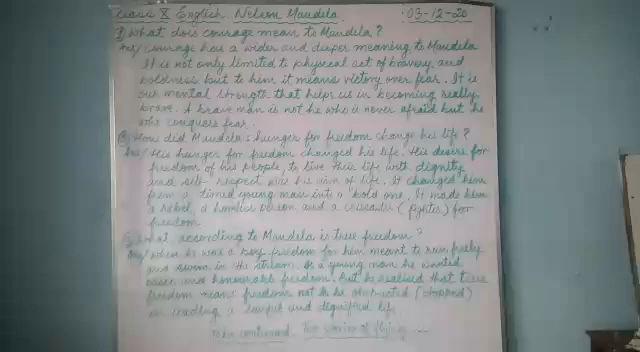 Class X English. Nelson Mandela 03-12-20
1) What does courage mean to Mandela?
Ans/ Courage has a wider and deeper meaning to Mandela
It is not only limited to physical act of bravery and
boldness but to him it means victory over fear. It is
our mental strength that helps us in becoming really
brave. A brave man is not he who is never afraid but he
who conquers fear.
2) How did Mandela's hunger for freedom change his life?
Ans/ His hunger for freedom changed his life. His desire for
freedom of his people, to live their life with dignity
and self respect was his aim of life. It changed him
from a timed young man into a bold one. It made him
a rebel a homeless person and a crusader (fighter) for
freedom.
What according to Mandela is true freedom?
Ans/ When he was a boy freedom for him meant to run freely
and swim in the stream. As a young man he wanted
and honourable freedom. But he realised that true
freedom means freedom not to be obstructed (stopped)
in leading a lawful and dignified life
To be continued.